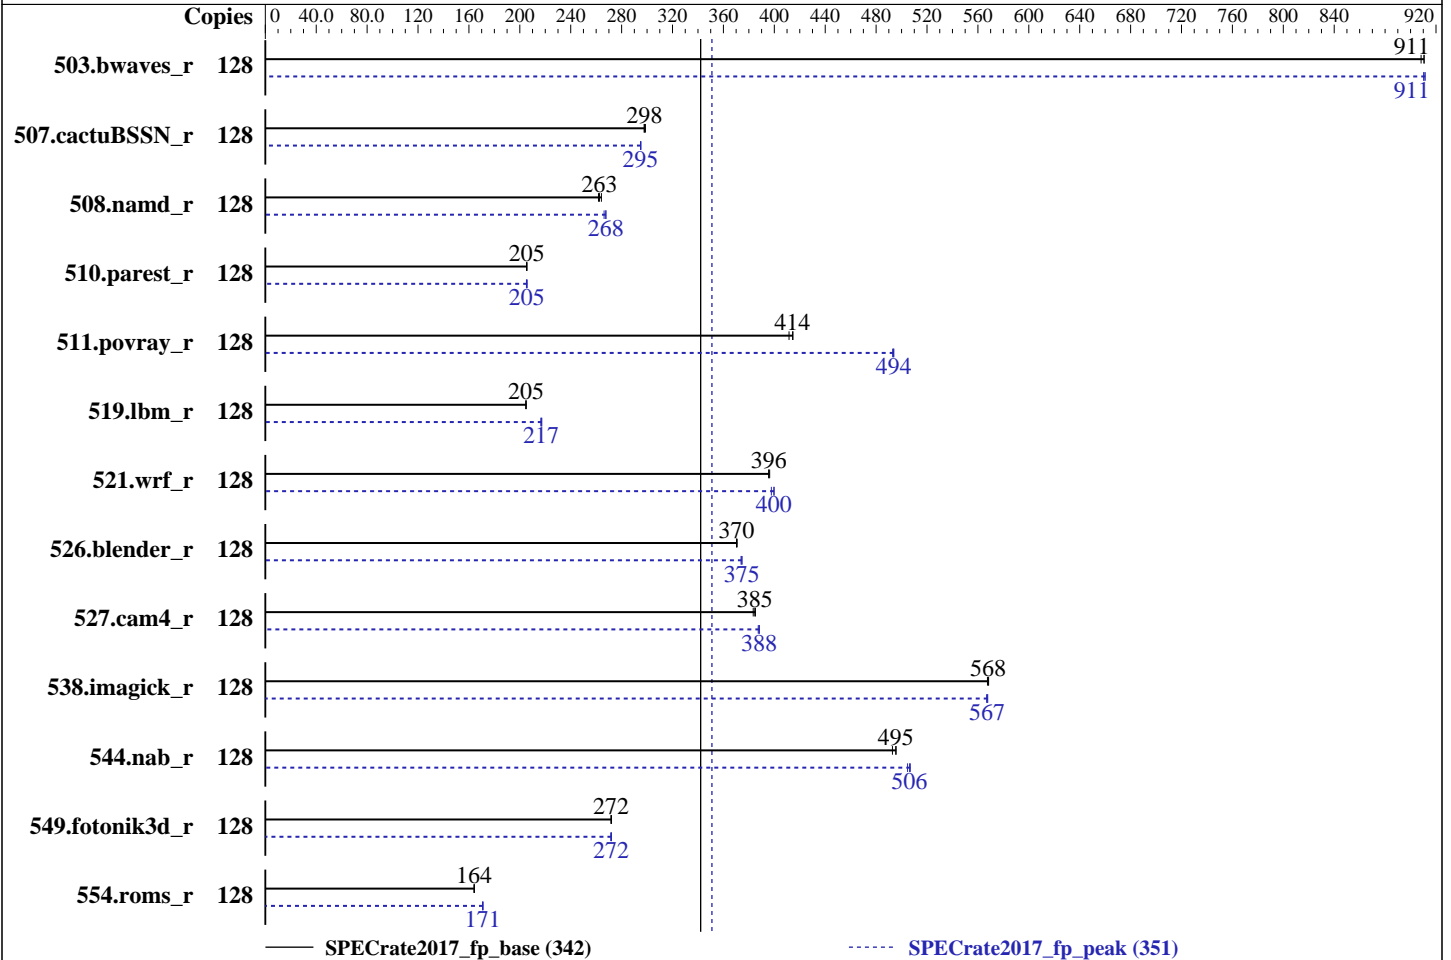 Copies 0 40.0 80.0 120 160 200 240 280 320 360 400 440 480 520 560 600 640 680 720 760 800 840 920
503.bwaves_r 128 911
911
507.cactuBSSN_r 128 298
295
508.namd_r 128 263
268
510.parest_r 128 205
205
511.povray_r 128 414
494
519.lbm_r 128 205
217
521.wrf_r 128 396
400
526.blender_r 128 370
375
527.cam4_r 128 385
388
538.imagick_r 128 568
567
544.nab_r 128 495
506
549.fotonik3d_r 128 272
272
554.roms_r 128 164
171
SPECrate2017_fp_base (342) SPECrate2017_fp_peak (351)